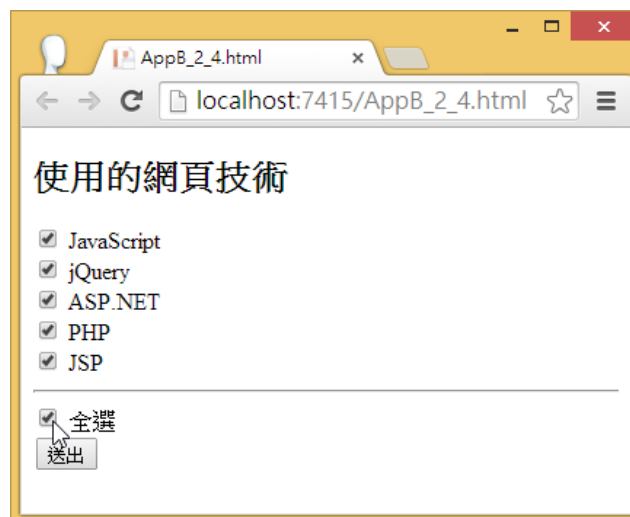 AppB_2_4.html
localhost:7415/AppB_2_4.html
使用的網頁技術
JavaScript
jQuery
ASP.NET
PHP
JSP
全選
送出